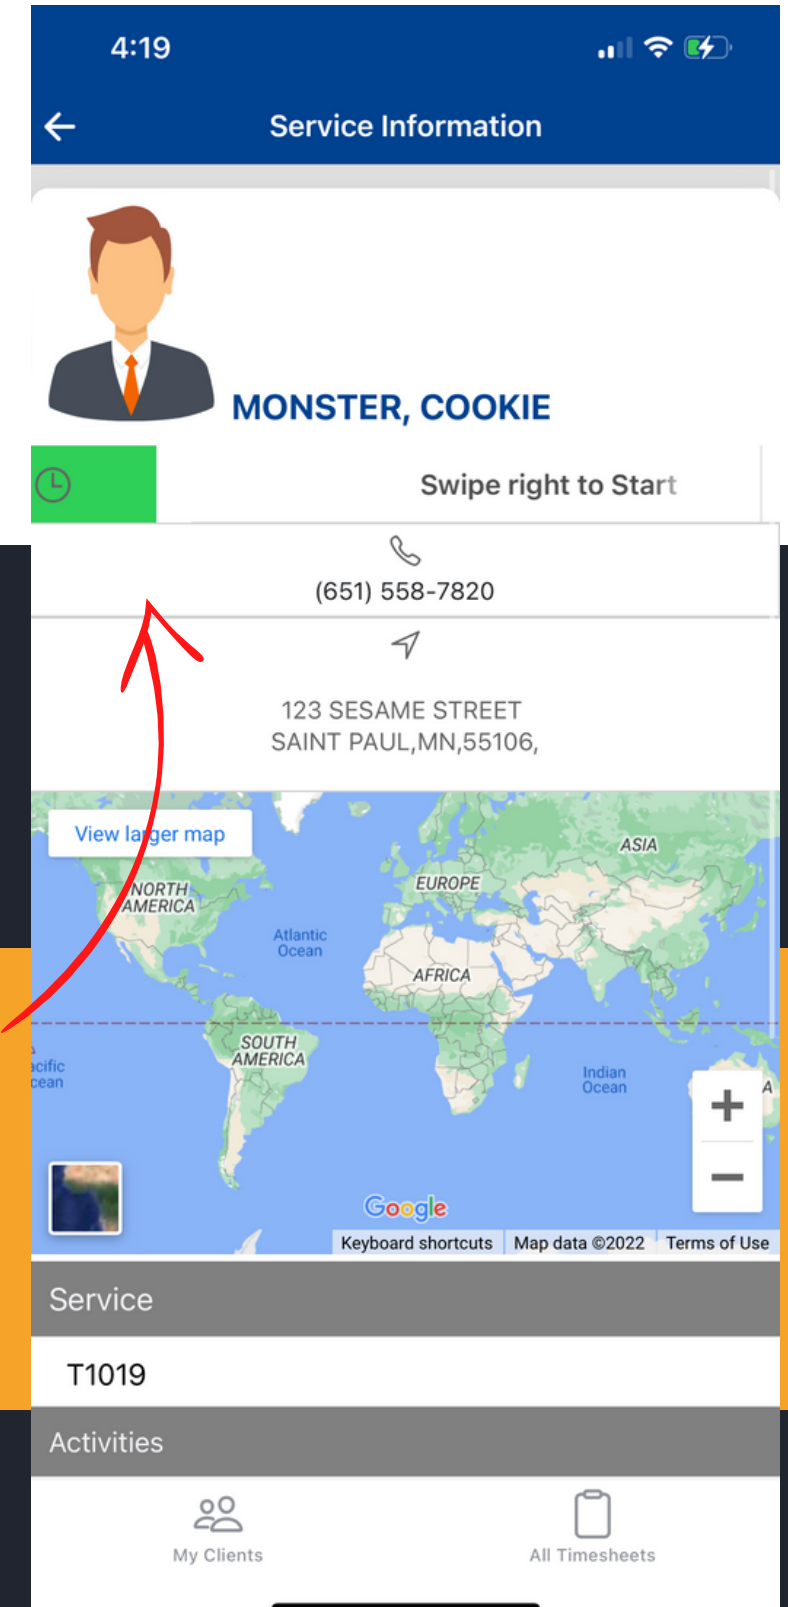 4:19
Service Information
MONSTER, COOKIE
Swipe right to Start
(651) 558-7820
123 SESAME STREET
SAINT PAUL,MN,55106,
View larger map
ASIA
NORTH
AMERICA
EUROPE
Atlantic
Ocean
AFRICA
SOUTH
AMERICA
acific
cean
Indian
Ocean
A
Google
Keyboard shortcuts
Map data ©2022
Terms of Use
Service
T1019
Activities
My Clients
All Timesheets